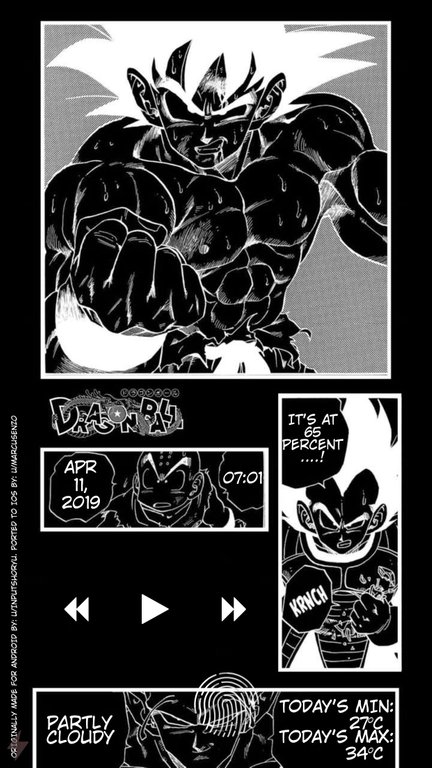 DRAGON BALL
IT'S AT
65
PERCENT
....!
APR
11,
2019
07:01
KRNCH
PARTLY
CLOUDY
TODAY'S MIN:
27°C
TODAY'S MAX:
34°C
ORIGINALLY MADE FOR ANDROID BY: U/INPUTSHORYU. PORTED TO IOS BY: U/MARCUSENZO